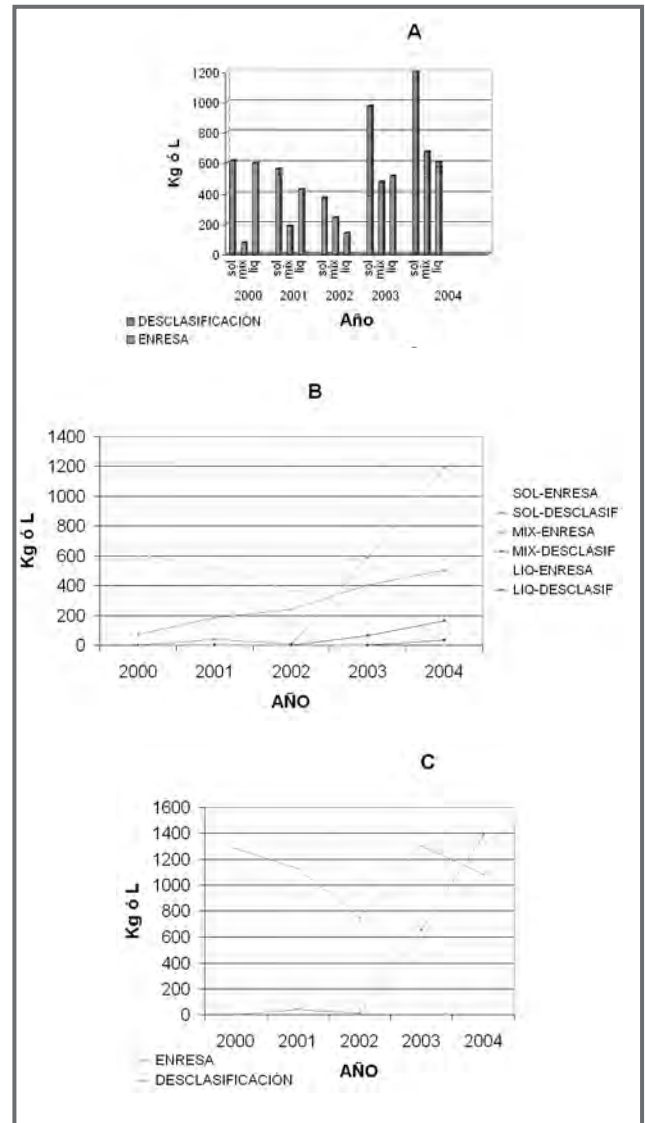 A
1200
1000
800
600
400
200
0
Kg ó L
sol mix liq sol mix liq sol mix liq sol mix liq sol mix liq
2000 2001 2002 2003 2004
Año
DESCLASIFICACIÓN
ENRESA
B
1400
1200
1000
800
600
400
200
0
Kg ó L
2000 2001 2002 2003 2004
AÑO
SOL-ENRESA
SOL-DESCLASIF
MIX-ENRESA
MIX-DESCLASIF
LIQ-ENRESA
LIQ-DESCLASIF
C
1600
1400
1200
1000
800
600
400
200
0
Kg ó L
2000 2001 2002 2003 2004
AÑO
ENRESA
DESCLASIFICACIÓN